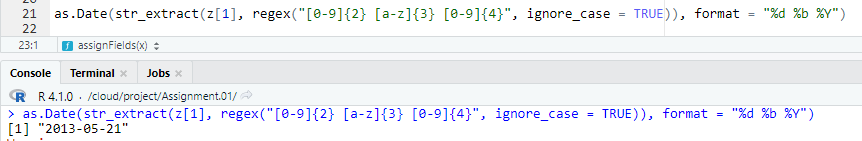 21 as.Date(str_extract(z[1], regex("[0-9]{2} [a-z]{3} [0-9]{4}", ignore_case = TRUE)), format = "%d %b %Y")
22
23:1 f assignFields(x)
Console Terminal × Jobs ×
R R 4.1.0 · /cloud/project/Assignment.01/
> as.Date(str_extract(z[1], regex("[0-9]{2} [a-z]{3} [0-9]{4}", ignore_case = TRUE)), format = "%d %b %Y")
[1] "2013-05-21"